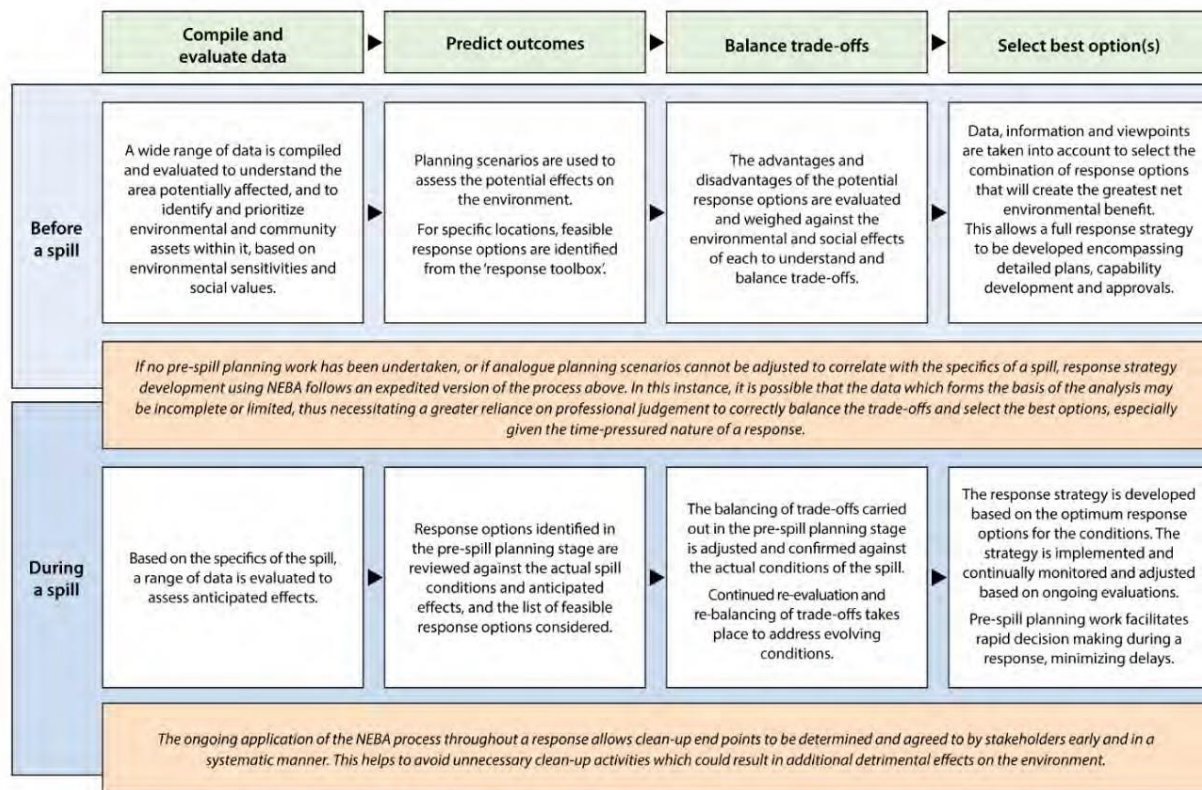 Compile and
evaluate data
Predict outcomes
Balance trade-offs
Select best option(s)
Before
a spill
A wide range of data is compiled
and evaluated to understand the
area potentially affected, and to
identify and prioritize
environmental and community
assets within it, based on
environmental sensitivities and
social values.
Planning scenarios are used to
assess the potential effects on
the environment.
For specific locations, feasible
response options are identified
from the ‘response toolbox’.
The advantages and
disadvantages of the potential
response options are evaluated
and weighed against the
environmental and social effects
of each to understand and
balance trade-offs.
Data, information and viewpoints
are taken into account to select the
combination of response options
that will create the greatest net
environmental benefit.
This allows a full response strategy
to be developed encompassing
detailed plans, capability
development and approvals.
If no pre-spill planning work has been undertaken, or if analogue planning scenarios cannot be adjusted to correlate with the specifics of a spill, response strategy
development using NEBA follows an expedited version of the process above. In this instance, it is possible that the data which forms the basis of the analysis may
be incomplete or limited, thus necessitating a greater reliance on professional judgement to correctly balance the trade-offs and select the best options, especially
given the time-pressured nature of a response.
During
a spill
Based on the specifics of the spill,
a range of data is evaluated to
assess anticipated effects.
Response options identified in
the pre-spill planning stage are
reviewed against the actual spill
conditions and anticipated
effects, and the list of feasible
response options considered.
The balancing of trade-offs carried
out in the pre-spill planning stage
is adjusted and confirmed against
the actual conditions of the spill.
Continued re-evaluation and
re-balancing of trade-offs takes
place to address evolving
conditions.
The response strategy is developed
based on the optimum response
options for the conditions. The
strategy is implemented and
continually monitored and adjusted
based on ongoing evaluations.
Pre-spill planning work facilitates
rapid decision making during a
response, minimizing delays.
The ongoing application of the NEBA process throughout a response allows clean-up end points to be determined and agreed to by stakeholders early and in a
systematic manner. This helps to avoid unnecessary clean-up activities which could result in additional detrimental effects on the environment.